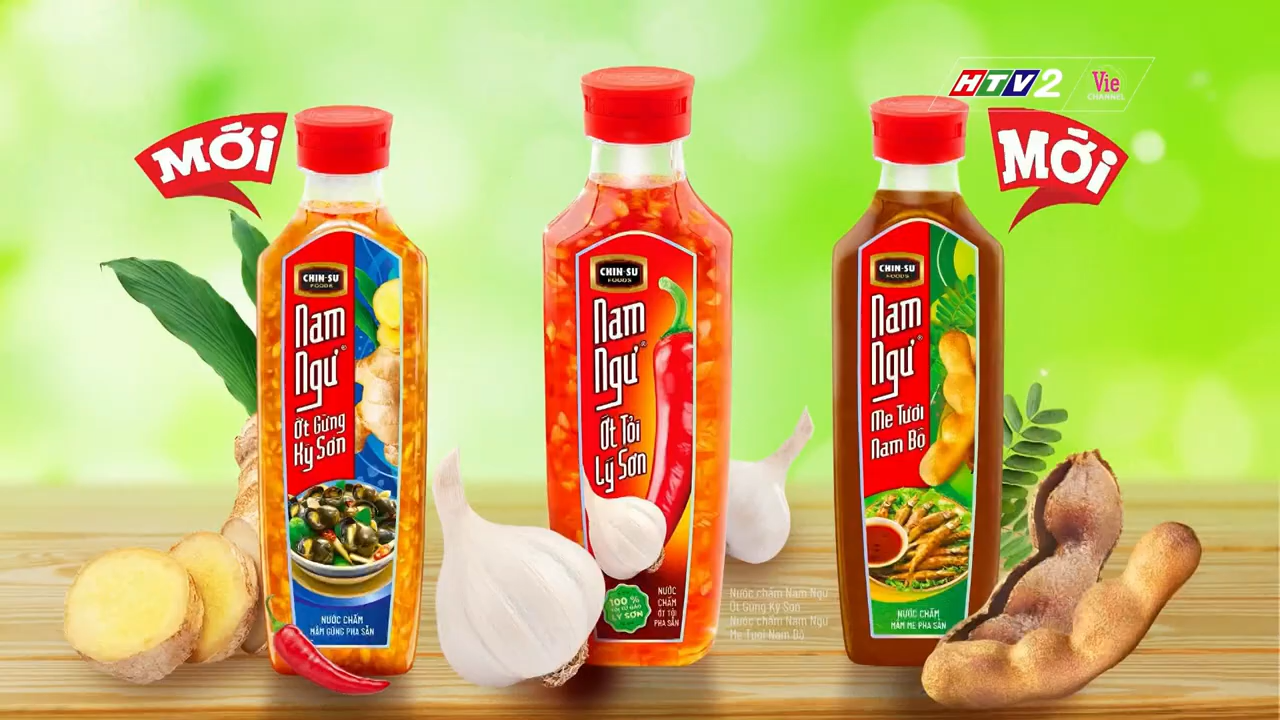 HTV2
Vie
CHANNEL
MỚI
MỚI
CHIN-SU
FOODS
Nam
Ngư®
Ớt Gừng
Kỳ Sơn
NƯỚC CHẤM
MẮM GỪNG PHA SẴN
CHIN-SU
FOODS
Nam
Ngư®
Ớt Tỏi
Lý Sơn
100%
LÝ SƠN
NƯỚC
CHẤM
ỚT TỎI
PHA SẴN
CHIN-SU
FOODS
Nam
Ngư®
Me Tươi
Nam Bộ
NƯỚC CHẤM
MẮM ME PHA SẴN
Nước chấm Nam Ngư
Ớt Gừng Kỳ Sơn
Nước chấm Nam Ngư
Me Tươi Nam Bộ